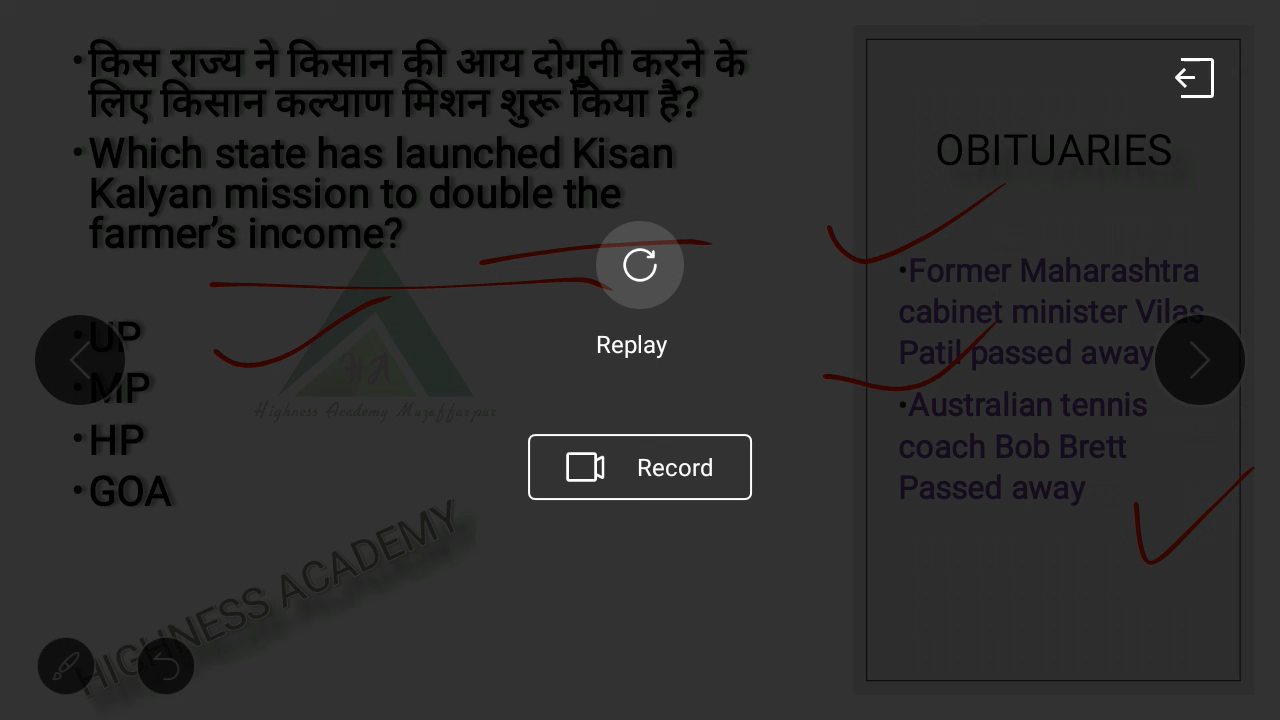 •किस राज्य ने किसान की आय दोगुनी करने के
लिए किसान कल्याण मिशन शुरू किया है?
•Which state has launched Kisan
Kalyan mission to double the
farmer's income?
•UP
•MP
•HP
•GOA
HA
Highness Academy Muzaffarpur
HIGHNESS ACADEMY
Replay
Record
OBITUARIES
•Former Maharashtra
cabinet minister Vilas
Patil passed away
•Australian tennis
coach Bob Brett
Passed away